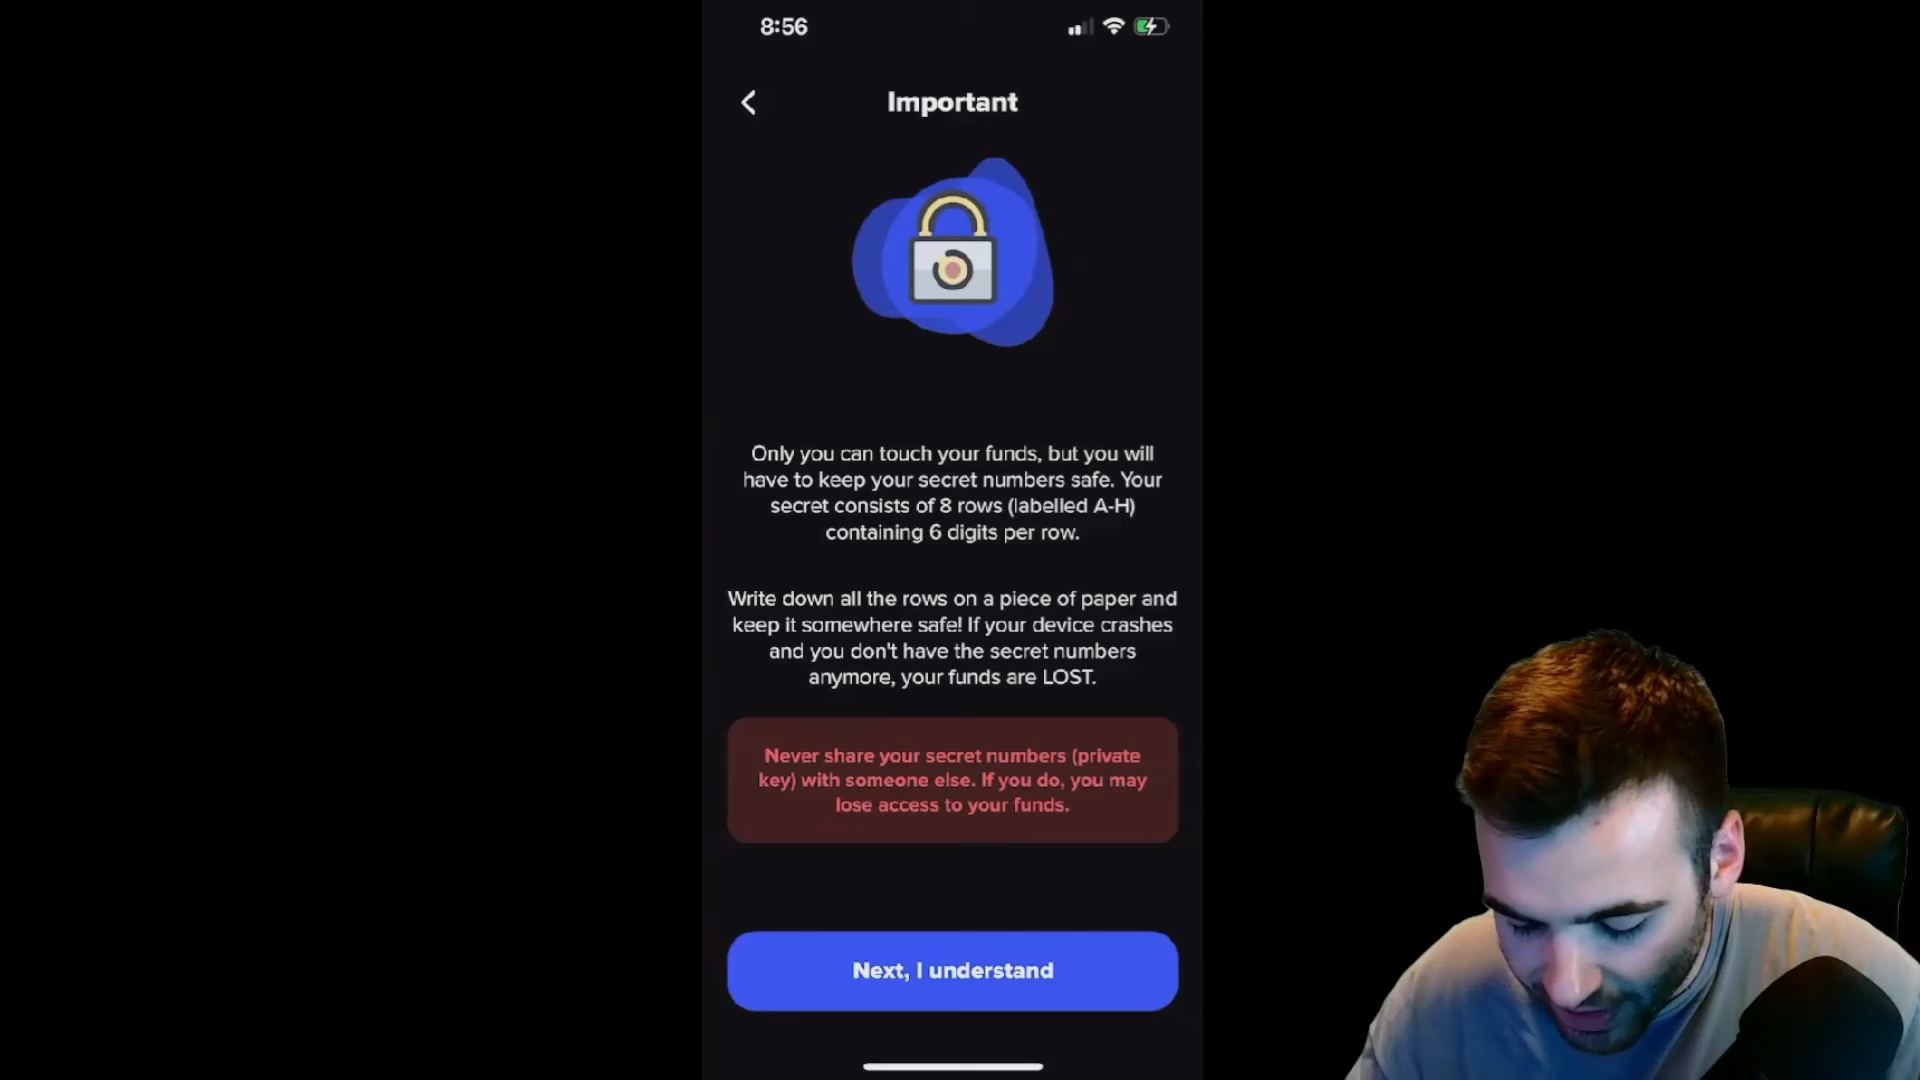 8:56
Important
Only you can touch your funds, but you will
have to keep your secret numbers safe. Your
secret consists of 8 rows (labelled A-H)
containing 6 digits per row.
Write down all the rows on a piece of paper and
keep it somewhere safe! If your device crashes
and you don't have the secret numbers
anymore, your funds are LOST.
Never share your secret numbers (private
key) with someone else. If you do, you may
lose access to your funds.
Next, I understand